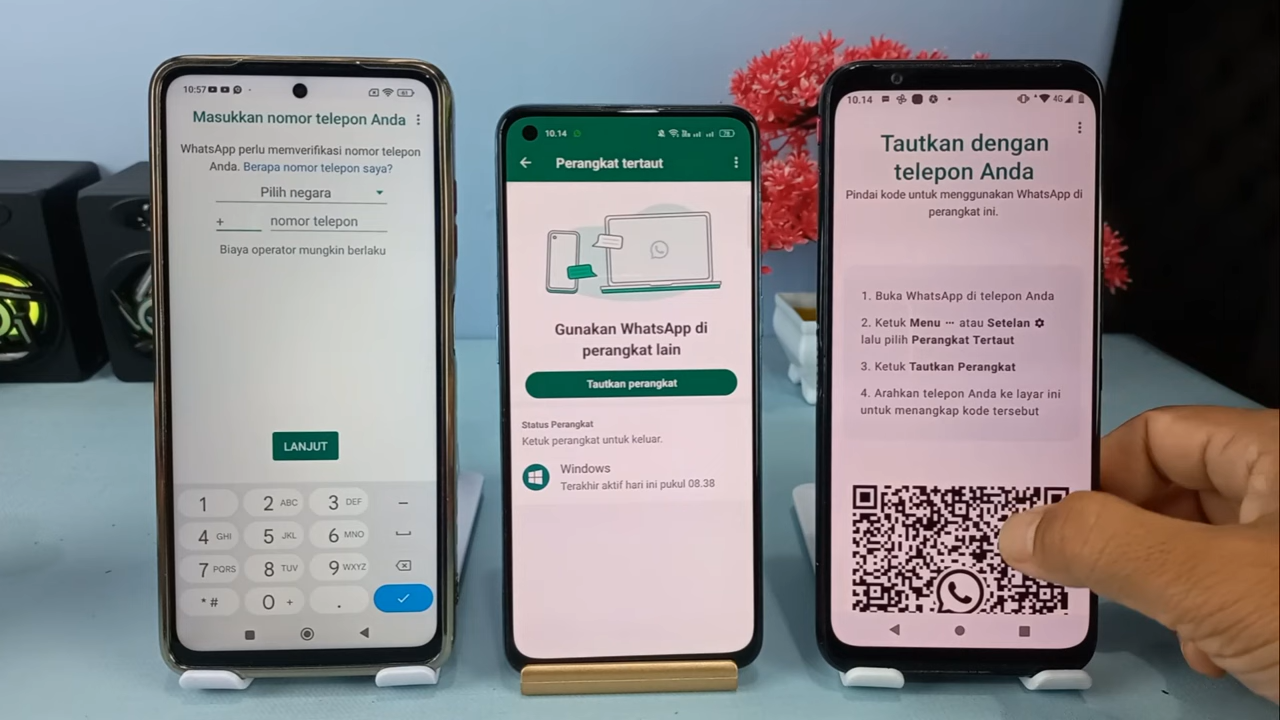 10:57
81
Masukkan nomor telepon Anda
WhatsApp perlu memverifikasi nomor telepon
Anda. Berapa nomor telepon saya?
Pilih negara
+ nomor telepon
Biaya operator mungkin berlaku
LANJUT
1 2 ABC 3 DEF –
4 GHI 5 JKL 6 MNO
7 PQRS 8 TUV 9 WXYZ
* # 0 + .
10.14
Perangkat tertaut
Gunakan WhatsApp di
perangkat lain
Tautkan perangkat
Status Perangkat
Ketuk perangkat untuk keluar.
Windows
Terakhir aktif hari ini pukul 08.38
10.14
4G
Tautkan dengan
telepon Anda
Pindai kode untuk menggunakan WhatsApp di
perangkat ini.
1. Buka WhatsApp di telepon Anda
2. Ketuk Menu ··· atau Setelan
lalu pilih Perangkat Tertaut
3. Ketuk Tautkan Perangkat
4. Arahkan telepon Anda ke layar ini
untuk menangkap kode tersebut